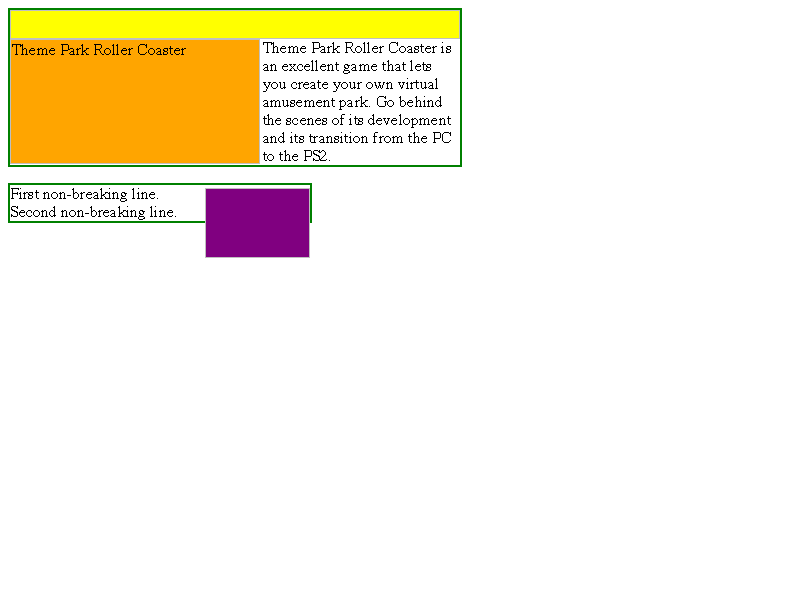 Theme Park Roller Coaster
Theme Park Roller Coaster is
an excellent game that lets
you create your own virtual
amusement park. Go behind
the scenes of its development
and its transition from the PC
to the PS2.
First non-breaking line.
Second non-breaking line.